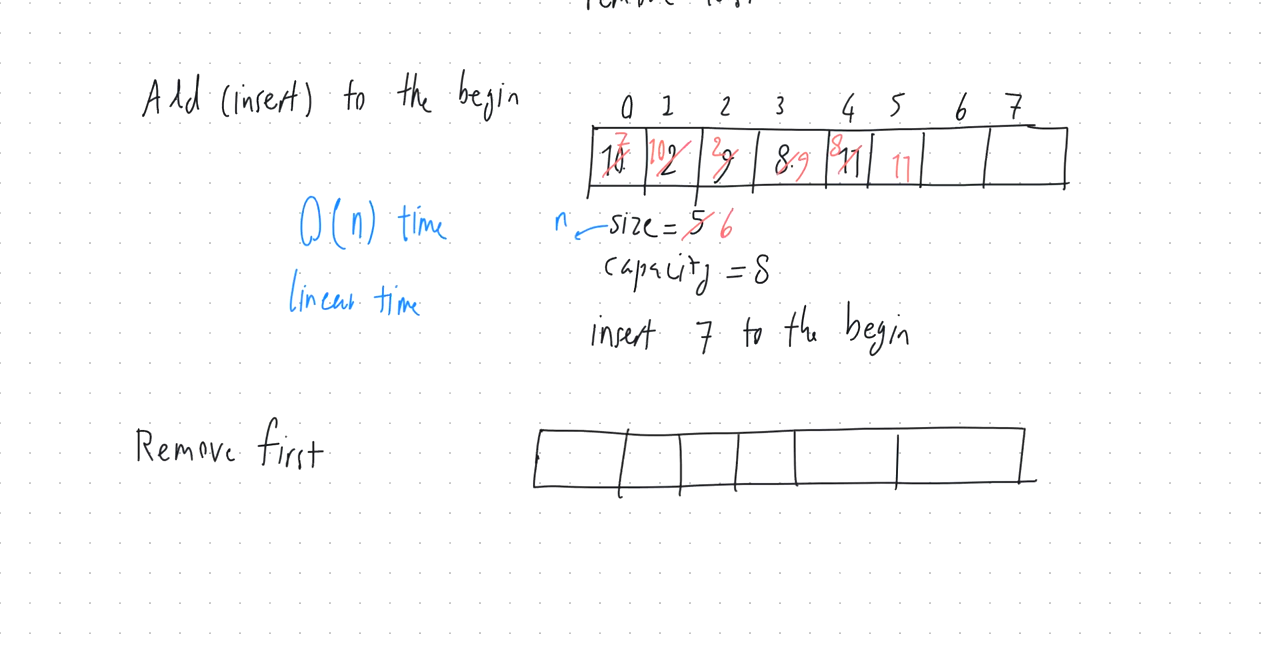 Add (insert) to the begin
0 1 2 3 4 5 6 7
10 7 2 10 9 2 8 9 11 8 11
O(n) time
n size = 5 6
capacity = 8
linear time
insert 7 to the begin
Remove first